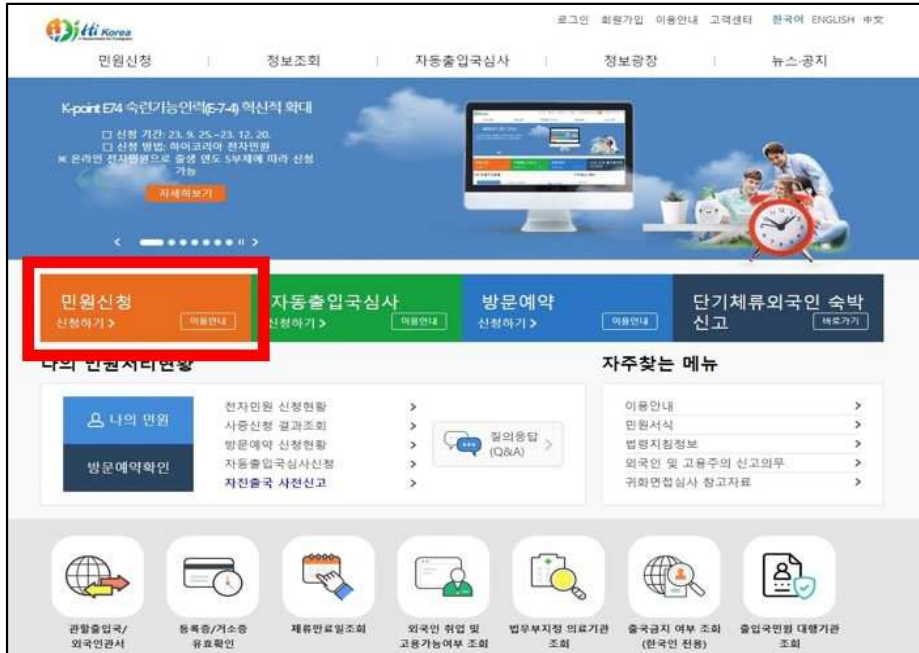 Hi Korea
로그인 회원가입 이용안내 고객센터 한국어 ENGLISH 中文
민원신청 정보조회 자동출입국심사 정보광장 뉴스·공지
K-point E74 숙련기능인력(E-7-4) 혁신적 확대
□ 신청 기간: 23. 9. 25.~23. 12. 20.
□ 신청 방법: 하이코리아 전자민원
※ 온라인 전자민원으로 출생 연도 5부제에 따라 신청
가능
자세히보기
민원신청
신청하기 >
이용안내
자동출입국심사
신청하기 >
이용안내
방문예약
신청하기 >
이용안내
단기체류외국인 숙박
신고
바로가기
나의 민원처리현황
나의 민원
방문예약확인
전자민원 신청현황
사증신청 결과조회
방문예약 신청현황
자동출입국심사신청
자진출국 사전신고
질의응답
(Q&A)
자주찾는 메뉴
이용안내
민원서식
법령지침정보
외국인 및 고용주의 신고의무
귀화면접심사 참고자료
관할출입국/
외국인관서
등록증/거소증
유효확인
체류만료일조회
외국인 취업 및
고용가능여부 조회
법무부지정 의료기관
조회
출국금지 여부 조회
(한국인 전용)
출입국민원 대행기관
조회